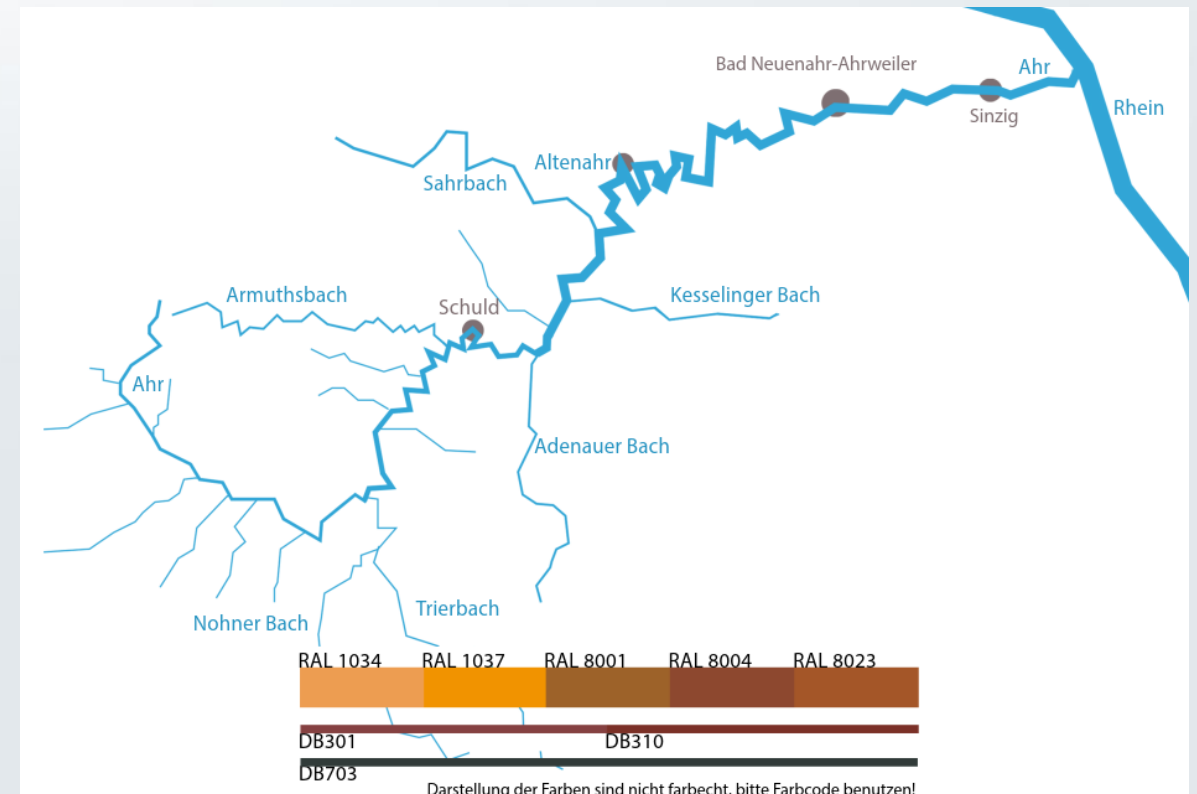 Bad Neuenahr-Ahrweiler
Ahr
Sinzig
Rhein
Altenahr
Sahrbach
Armuthsbach
Schuld
Kesselinger Bach
Ahr
Adenauer Bach
Nohner Bach
Trierbach
RAL 1034
RAL 1037
RAL 8001
RAL 8004
RAL 8023
DB301
DB310
DB703
Darstellung der Farben sind nicht farbecht, bitte Farbcode benutzen!